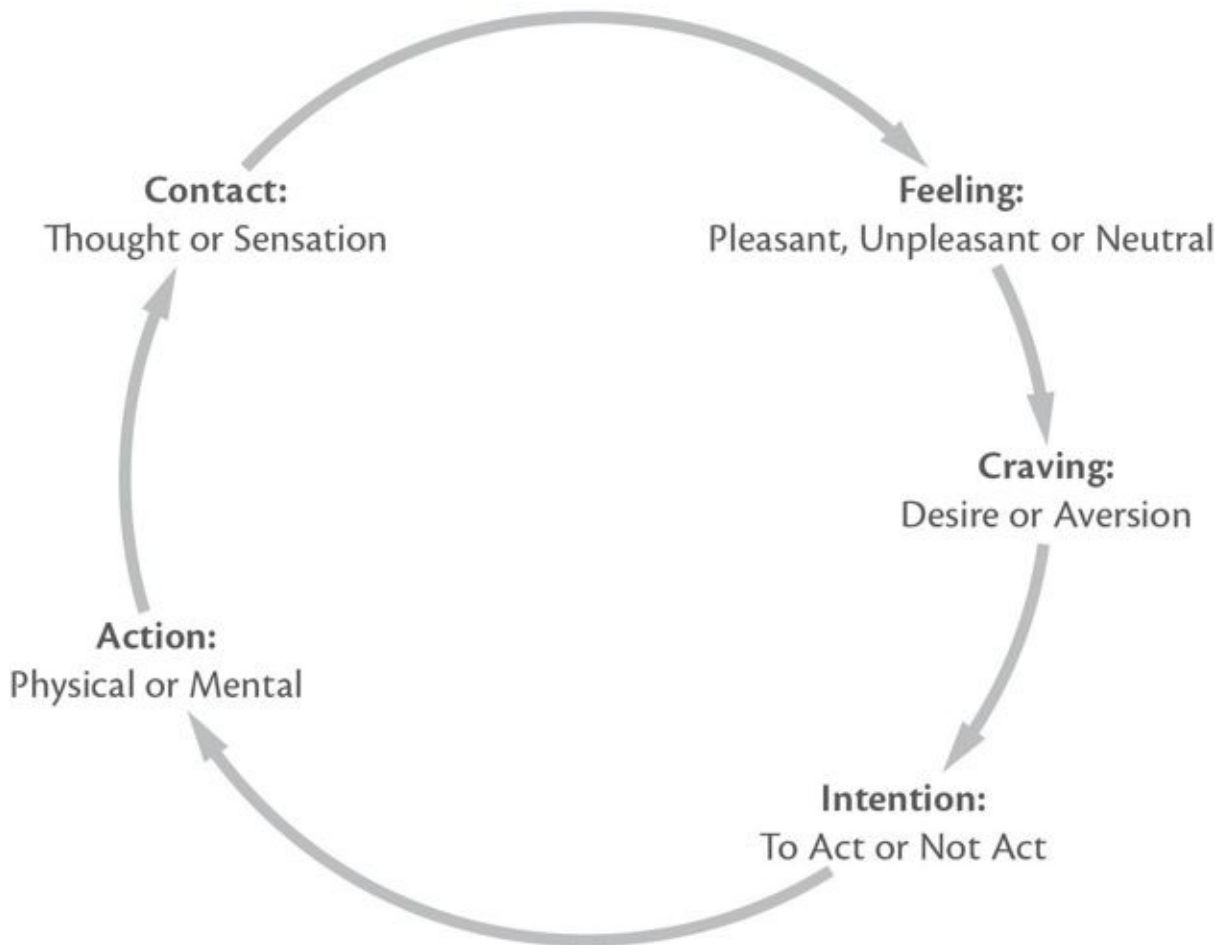 Contact:
Thought or Sensation
Feeling:
Pleasant, Unpleasant or Neutral
Craving:
Desire or Aversion
Intention:
To Act or Not Act
Action:
Physical or Mental